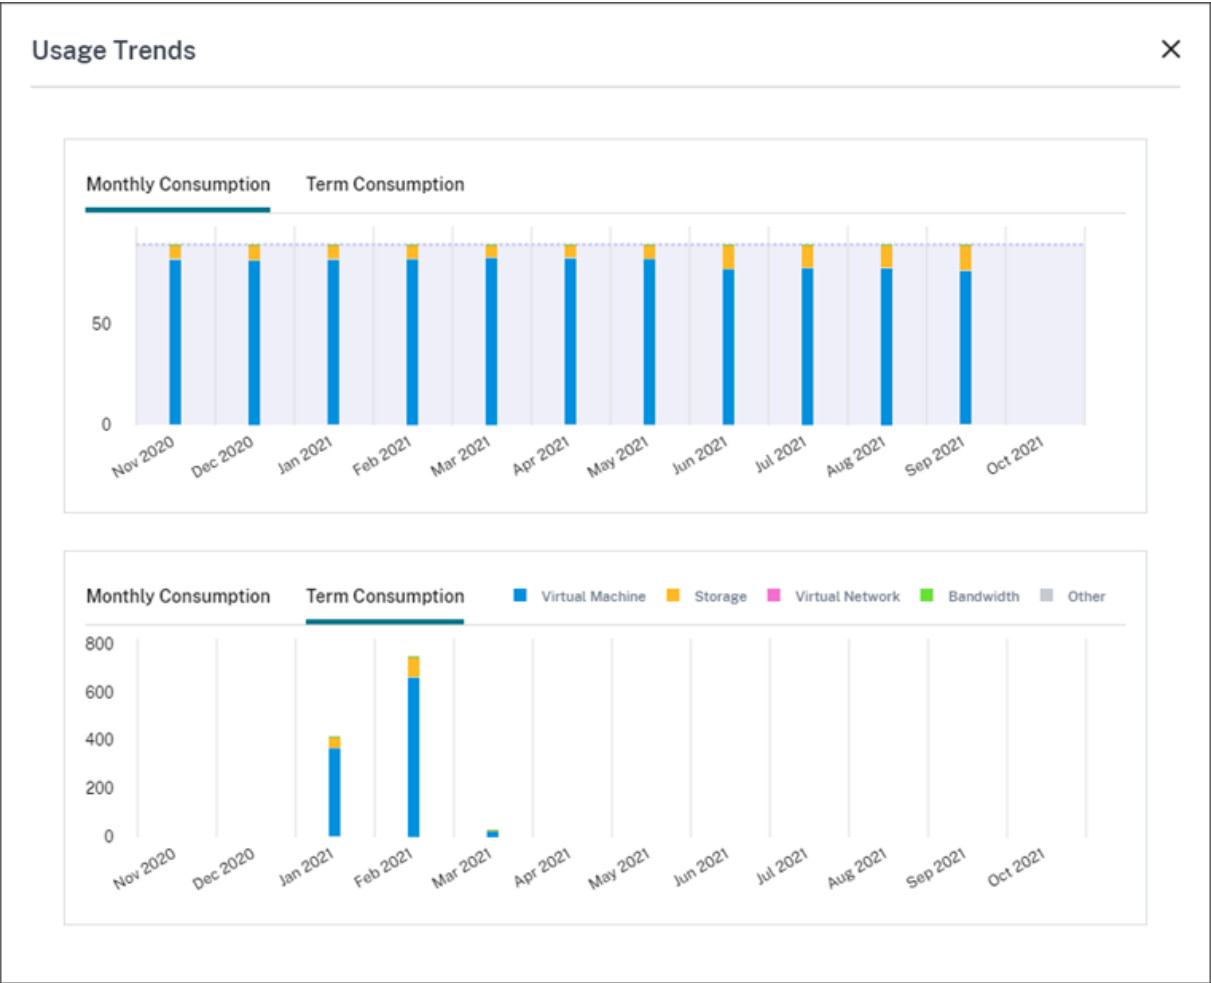 Usage Trends
Monthly Consumption Term Consumption
50
0
Nov 2020 Dec 2020 Jan 2021 Feb 2021 Mar 2021 Apr 2021 May 2021 Jun 2021 Jul 2021 Aug 2021 Sep 2021 Oct 2021
Monthly Consumption Term Consumption Virtual Machine Storage Virtual Network Bandwidth Other
800
600
400
200
0
Nov 2020 Dec 2020 Jan 2021 Feb 2021 Mar 2021 Apr 2021 May 2021 Jun 2021 Jul 2021 Aug 2021 Sep 2021 Oct 2021